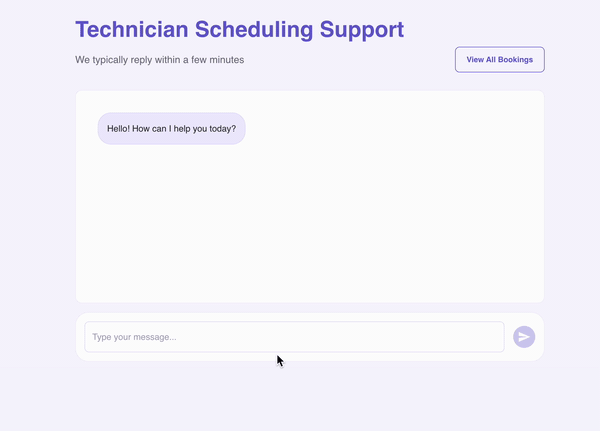 Technician Scheduling Support
We typically reply within a few minutes
View All Bookings
Hello! How can I help you today?
Type your message...